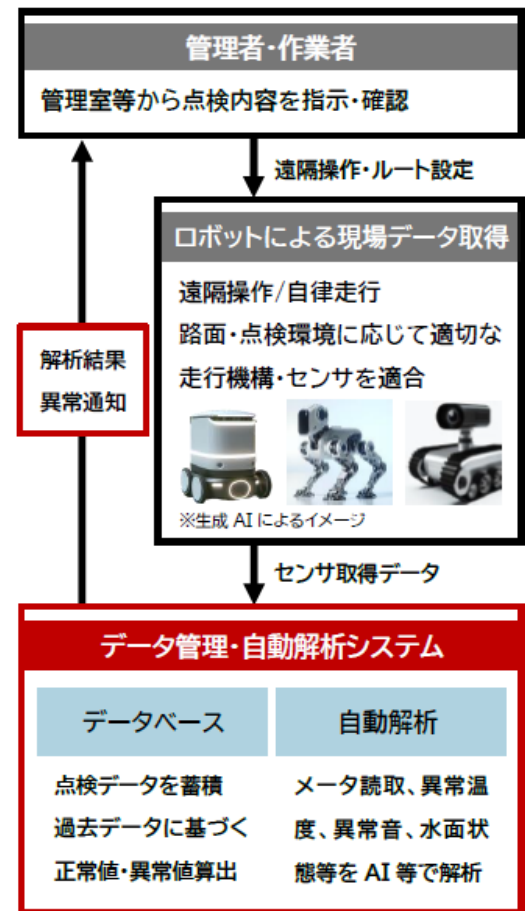 管理者・作業者
管理室等から点検内容を指示・確認
遠隔操作・ルート設定
ロボットによる現場データ取得
遠隔操作/自律走行
路面・点検環境に応じて適切な
走行機構・センサを適合
※生成 AI によるイメージ
解析結果
異常通知
センサ取得データ
データ管理・自動解析システム
データベース
点検データを蓄積
過去データに基づく
正常値・異常値算出
自動解析
メータ読取、異常温
度、異常音、水面状
態等を AI 等で解析